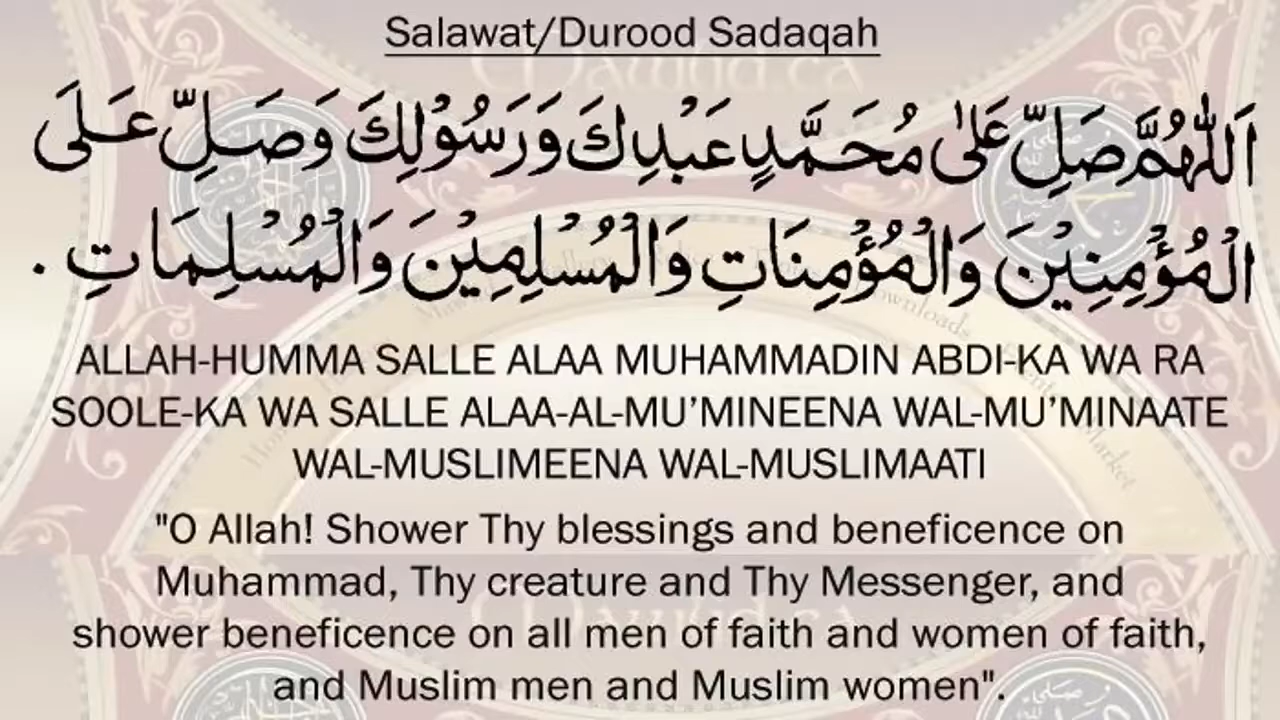 Salawat/Durood Sadaqah
اَللّٰهُمَّ صَلِّ عَلٰى مُحَمَّدٍ عَبْدِكَ وَرَسُوْلِكَ وَصَلِّ عَلَى
الْمُؤْمِنِيْنَ وَالْمُؤْمِنَاتِ وَالْمُسْلِمِيْنَ وَالْمُسْلِمَاتِ .
ALLAH-HUMMA SALLE ALAA MUHAMMADIN ABDI-KA WA RA
SOOLE-KA WA SALLE ALAA-AL-MU’MINEENA WAL-MU’MINAATE
WAL-MUSLIMEENA WAL-MUSLIMAATI
"O Allah! Shower Thy blessings and beneficence on
Muhammad, Thy creature and Thy Messenger, and
shower beneficence on all men of faith and women of faith,
and Muslim men and Muslim women".